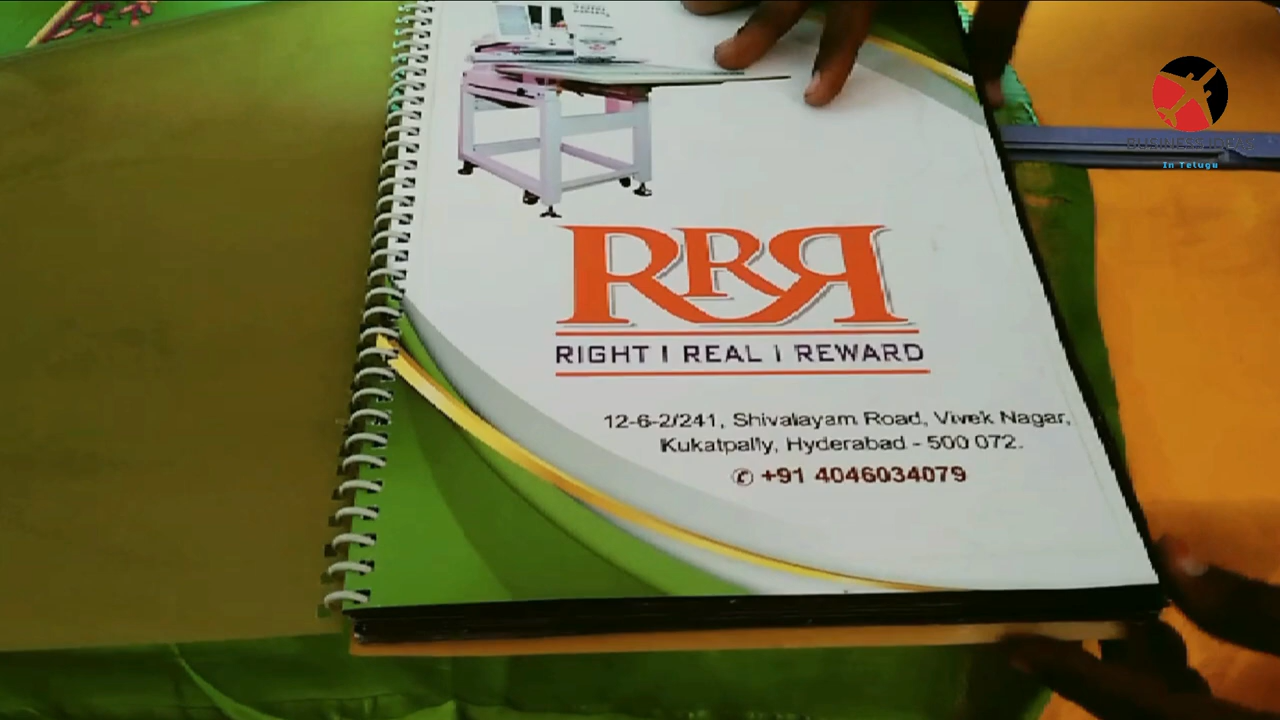 RRR
RIGHT I REAL I REWARD
12-6-2/241, Shivalayam Road, Vivek Nagar,
Kukatpally, Hyderabad - 500 072.
✆ +91 4046034079
BUSINESS
In Telugu